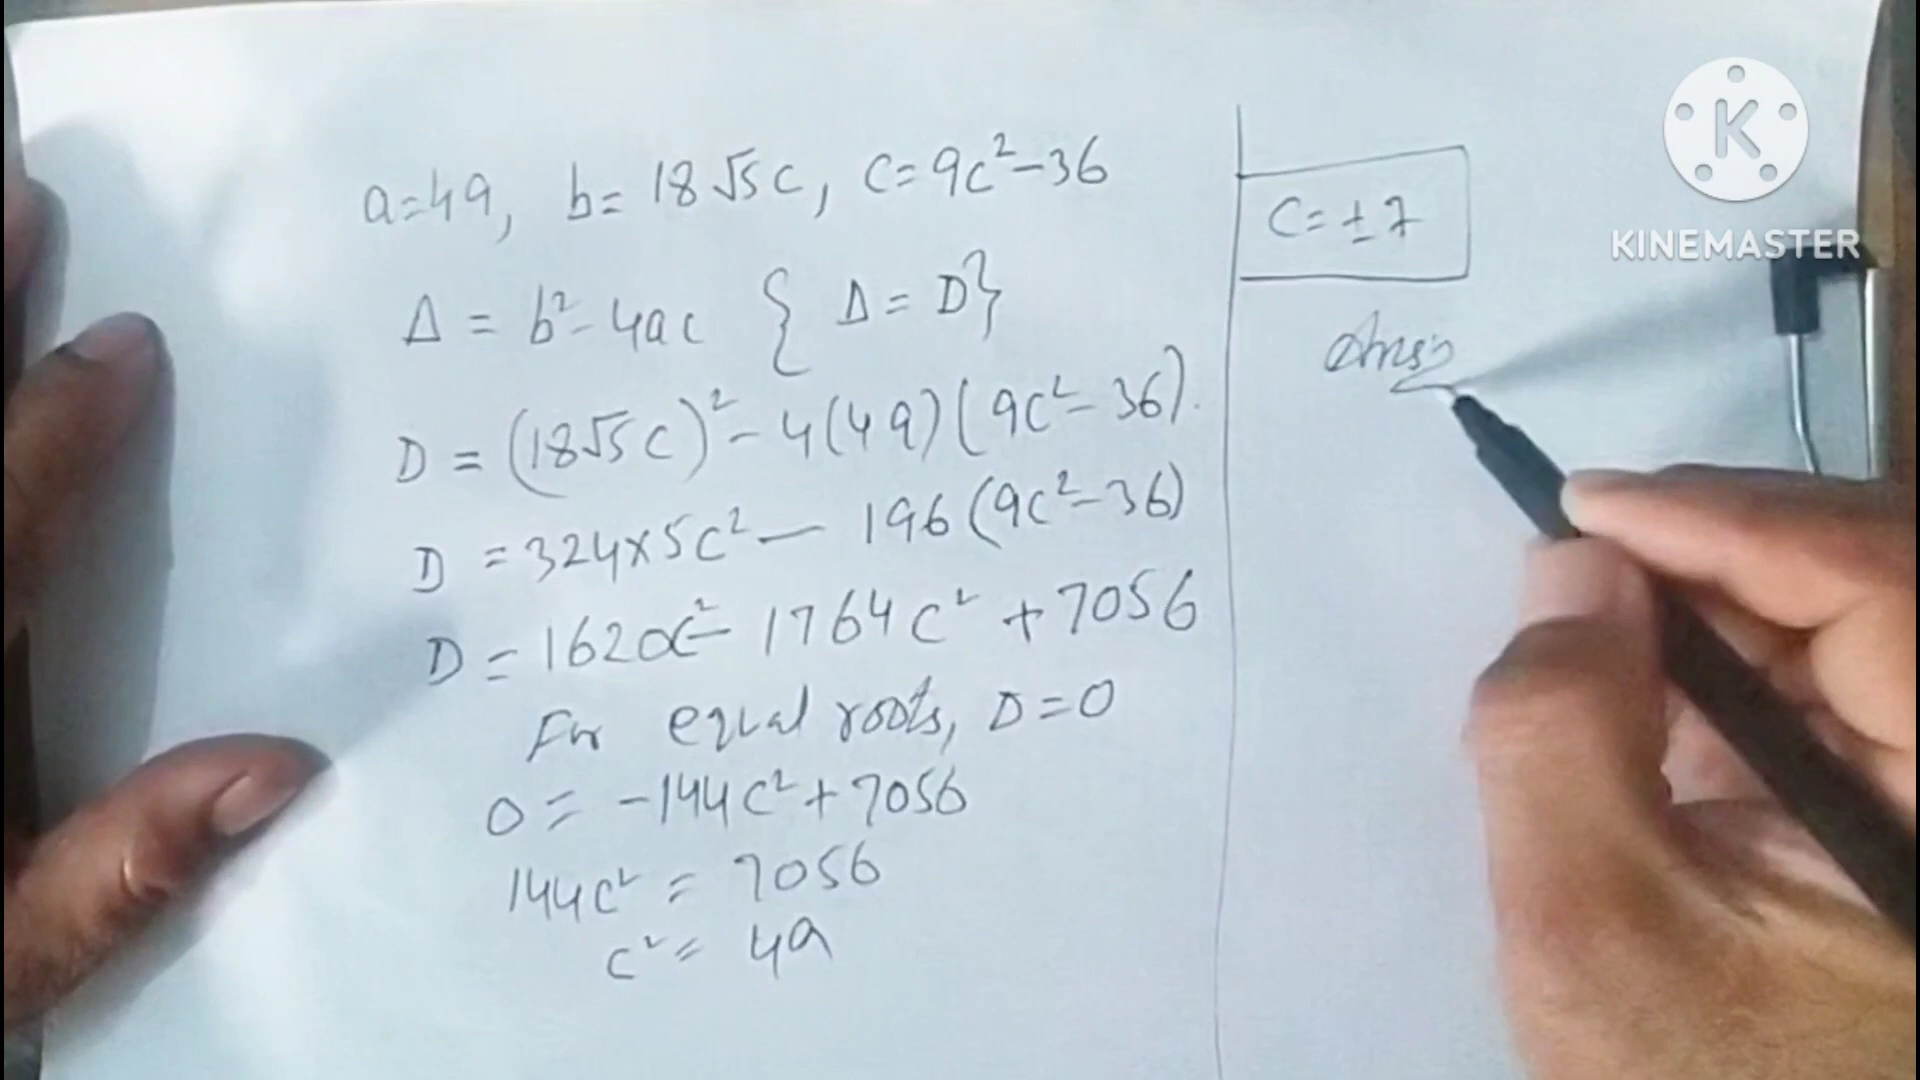 a=49, b= 18√5c, c=9c²-36
Δ = b²-4ac { Δ = D}
D = (18√5c)² - 4(49)(9c²-36).
D = 324×5c² - 196(9c²-36)
D = 1620c² - 1764c² + 7056
For equal roots, D=0
0 = -144c² + 7056
144c² = 7056
c² = 49
C = ±7
Ans
K
KINEMASTER